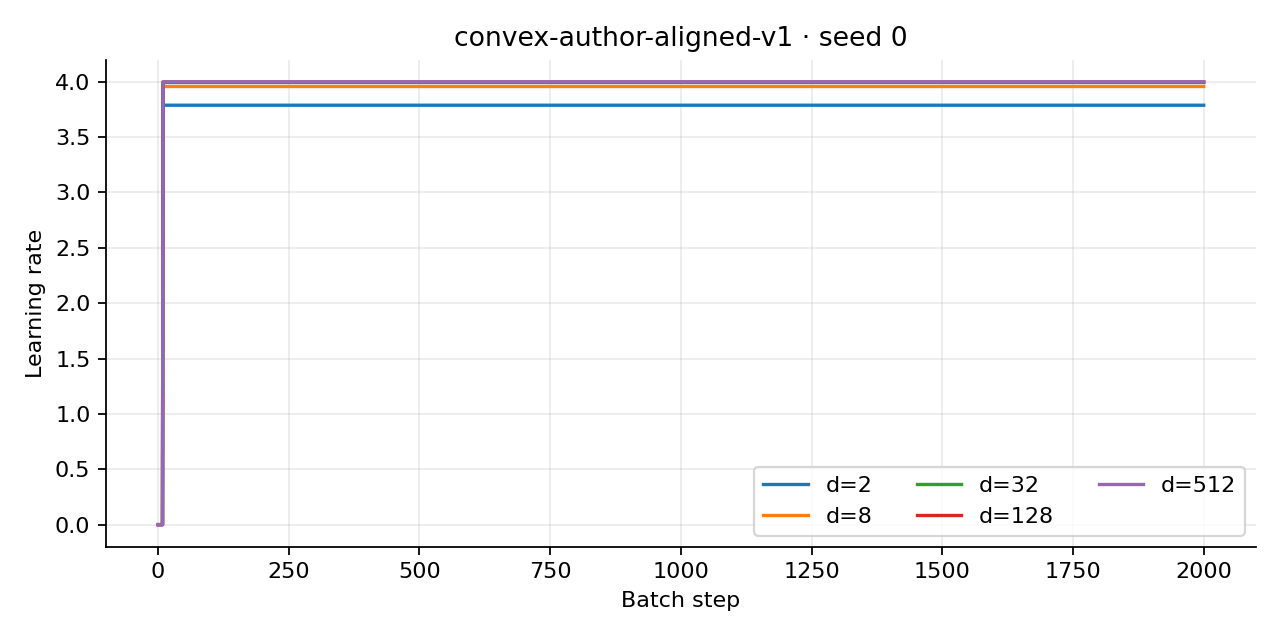 convex-author-aligned-v1 · seed 0
Learning rate
4.0
3.5
3.0
2.5
2.0
1.5
1.0
0.5
0.0
d=2 d=32 d=512
d=8 d=128
0 250 500 750 1000 1250 1500 1750 2000
Batch step